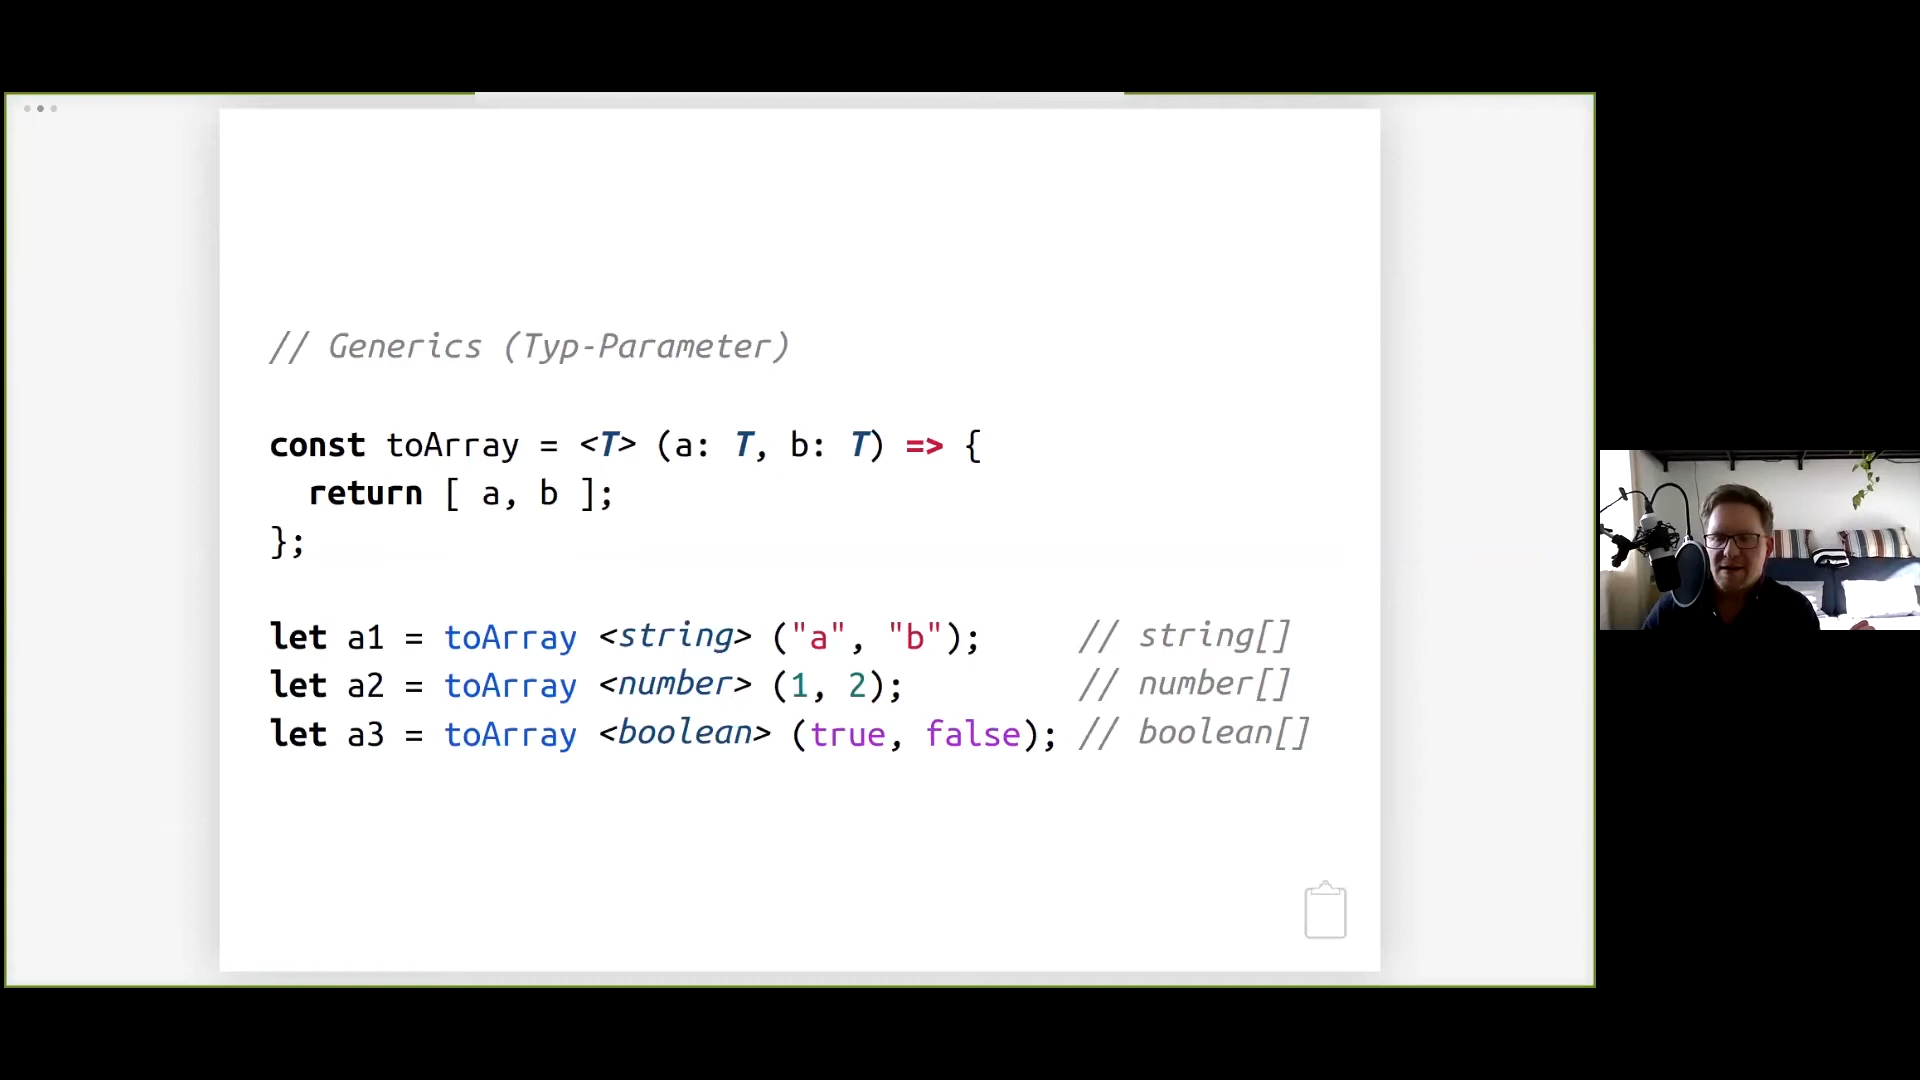 // Generics (Typ-Parameter)
const toArray = <T> (a: T, b: T) => {
return [ a, b ];
};
let a1 = toArray <string> ("a", "b"); // string[]
let a2 = toArray <number> (1, 2); // number[]
let a3 = toArray <boolean> (true, false); // boolean[]